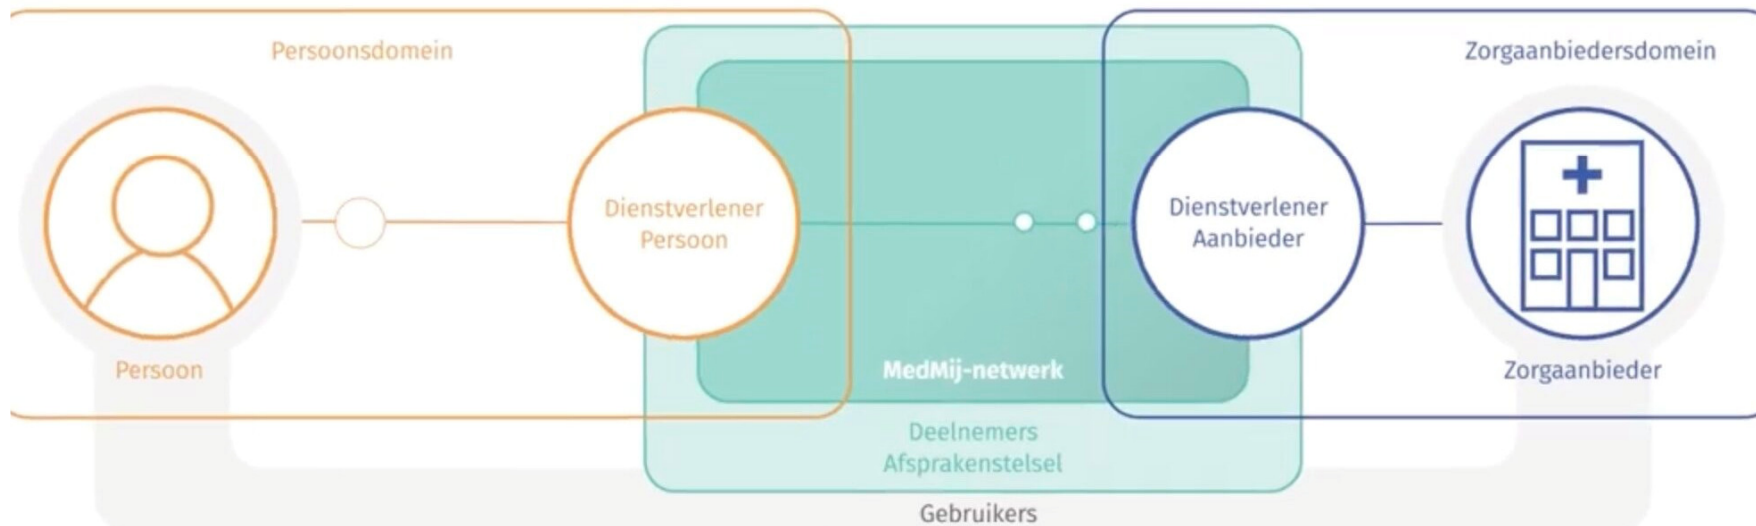 Persoonsdomein
Zorgaanbiedersdomein
Dienstverlener
Persoon
Dienstverlener
Aanbieder
Persoon
MedMij-netwerk
Zorgaanbieder
Deelnemers
Afsprakenstelsel
Gebruikers